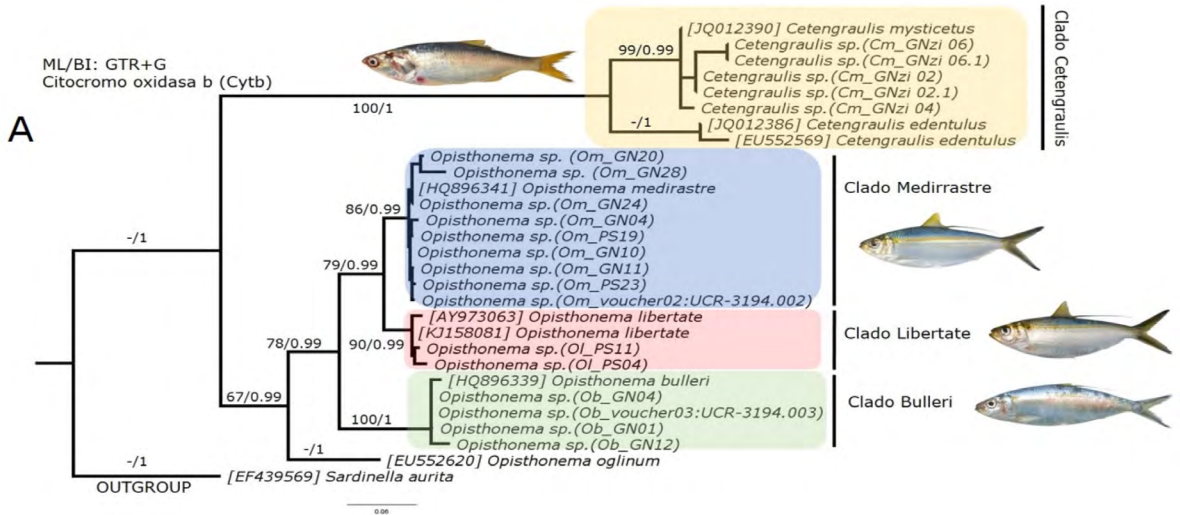 ML/BI: GTR+G
Citocromo oxidasa b (Cytb)
A
100/1
99/0.99
[JQ012390] Cetengraulis mysticetus
Cetengraulis sp.(Cm_GNzi 06)
Cetengraulis sp.(Cm_GNzi 06.1)
Cetengraulis sp.(Cm_GNzi 02)
Cetengraulis sp.(Cm_GNzi 02.1)
Cetengraulis sp.(Cm_GNzi 04)
-/1
[JQ012386] Cetengraulis edentulus
[EU552569] Cetengraulis edentulus
Clado Cetengraulis
Opisthonema sp. (Om_GN20)
Opisthonema sp. (Om_GN28)
[HQ896341] Opisthonema medirastre
Opisthonema sp.(Om_GN24)
Opisthonema sp.(Om_GN04)
Opisthonema sp.(Om_PS19)
Opisthonema sp.(Om_GN10)
Opisthonema sp.(Om_GN11)
Opisthonema sp.(Om_PS23)
Opisthonema sp.(Om_voucher02:UCR-3194.002)
Clado Medirrastre
86/0.99
-/1
79/0.99
[AY973063] Opisthonema libertate
[KJ158081] Opisthonema libertate
Opisthonema sp.(Ol_PS11)
Opisthonema sp.(Ol_PS04)
Clado Libertate
78/0.99
90/0.99
[HQ896339] Opisthonema bulleri
Opisthonema sp.(Ob_GN04)
Opisthonema sp.(Ob_voucher03:UCR-3194.003)
Opisthonema sp.(Ob_GN01)
Opisthonema sp.(Ob_GN12)
Clado Bulleri
67/0.99
100/1
-/1
[EU552620] Opisthonema oglinum
-/1
[EF439569] Sardinella aurita
OUTGROUP
0.06